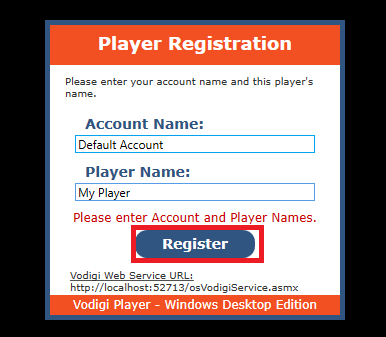 Player Registration
Please enter your account name and this player's
name.
Account Name:
Default Account
Player Name:
My Player
Please enter Account and Player Names.
Register
Vodigi Web Service URL:
http://localhost:52713/osVodigiService.asmx
Vodigi Player - Windows Desktop Edition